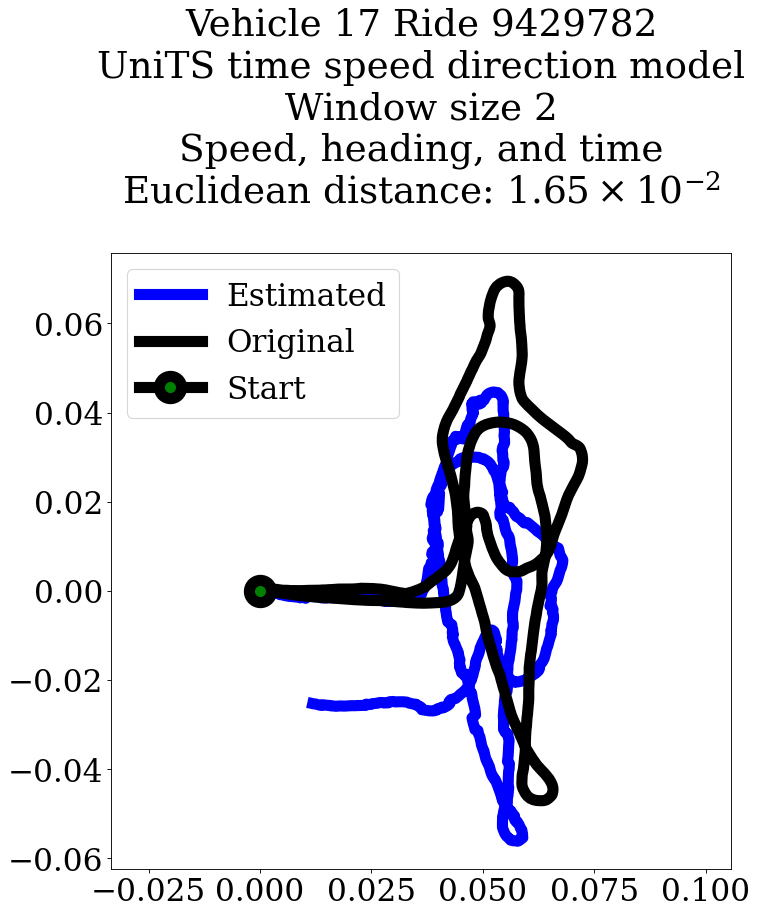 Vehicle 17 Ride 9429782
UniTS time speed direction model
Window size 2
Speed, heading, and time
Euclidean distance: 1.65 × 10⁻²
Estimated
Original
Start
0.06
0.04
0.02
0.00
−0.02
−0.04
−0.06
−0.025 0.000 0.025 0.050 0.075 0.100